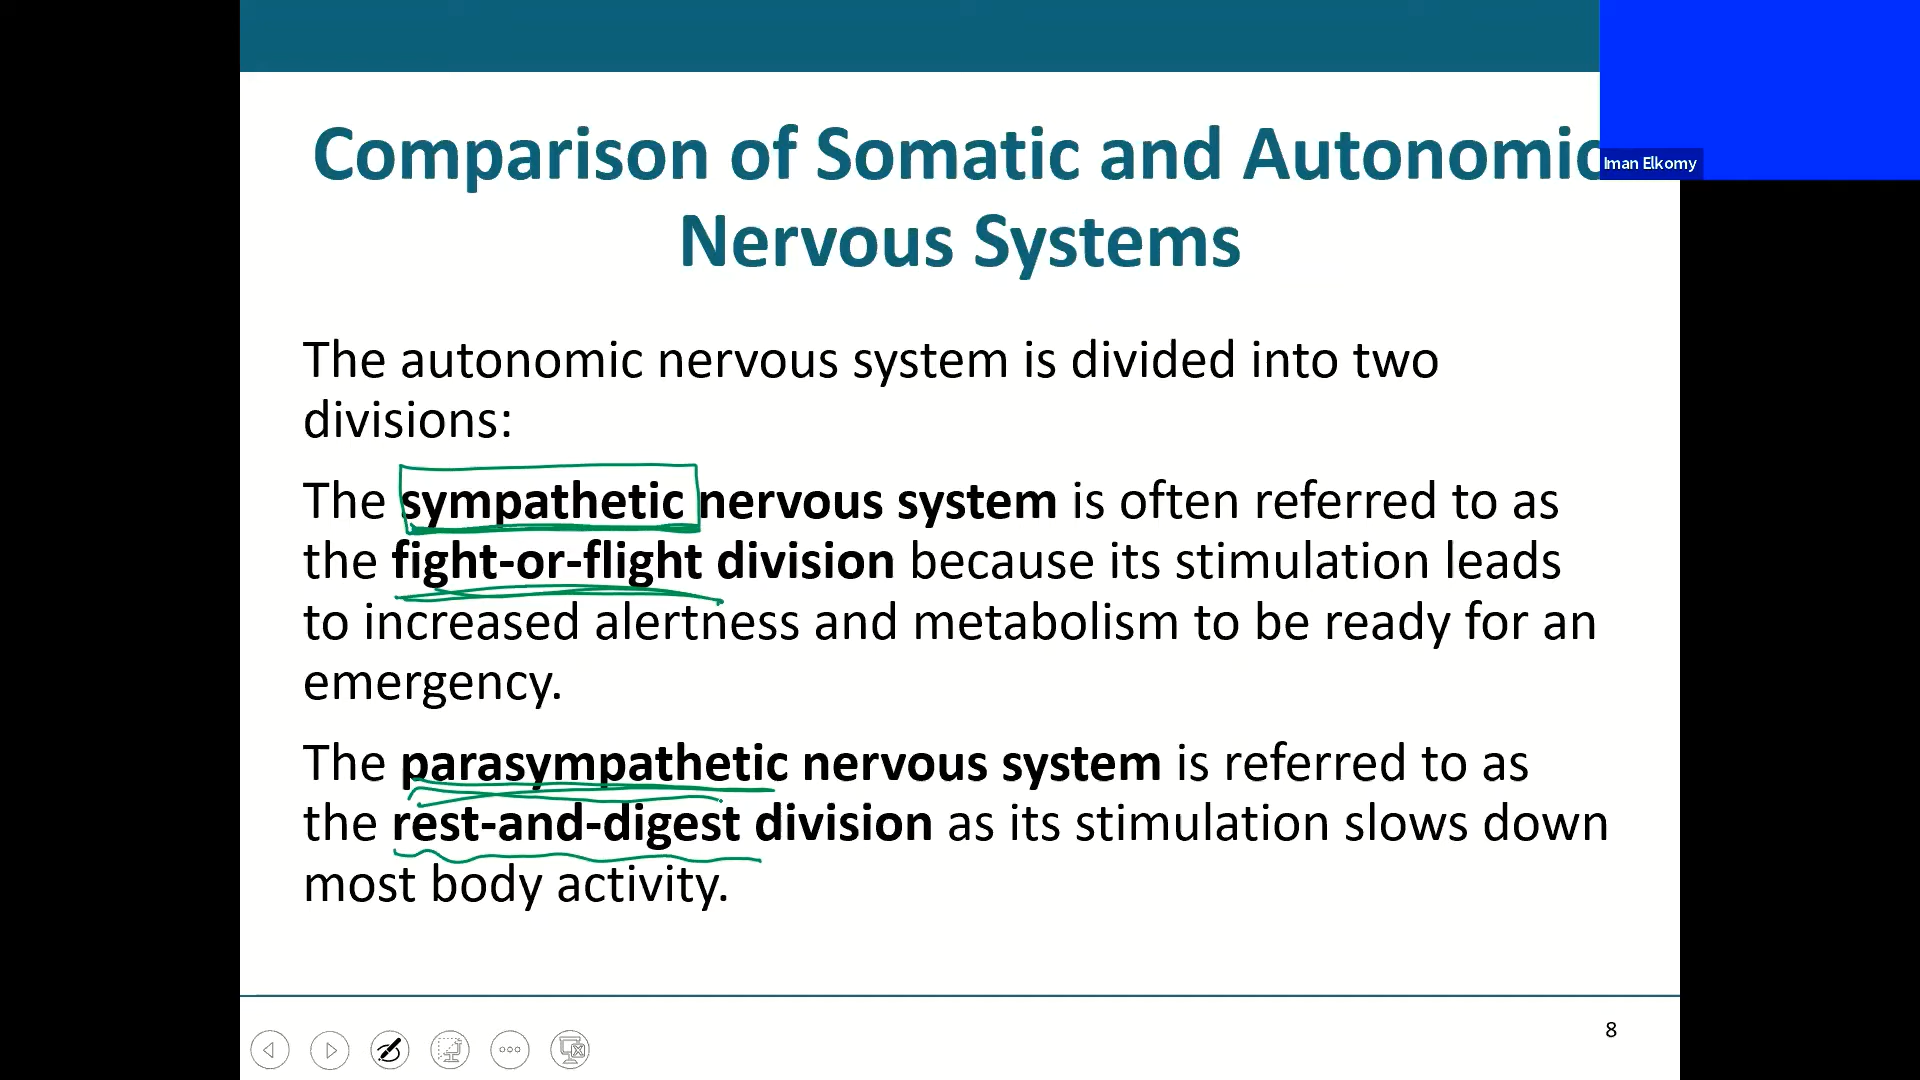 Comparison of Somatic and Autonomic
Iman Elkomy
Nervous Systems
The autonomic nervous system is divided into two
divisions:
The sympathetic nervous system is often referred to as
the fight-or-flight division because its stimulation leads
to increased alertness and metabolism to be ready for an
emergency.
The parasympathetic nervous system is referred to as
the rest-and-digest division as its stimulation slows down
most body activity.
8